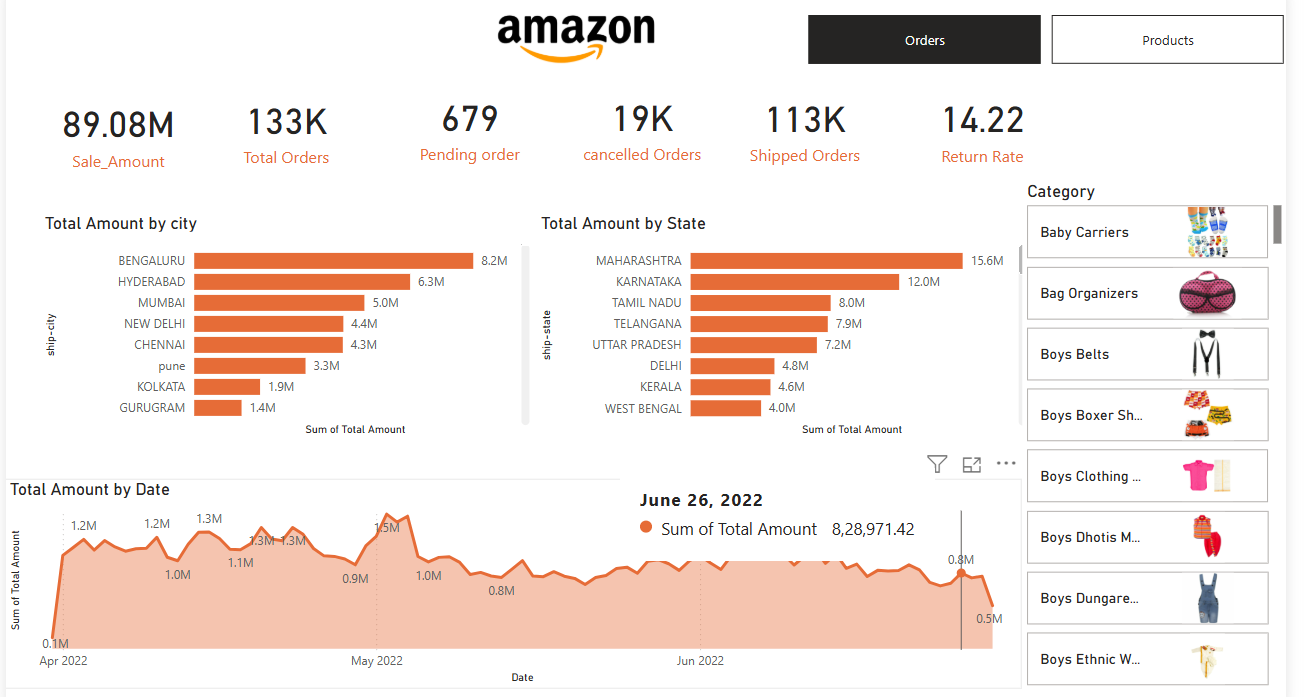 amazon
Orders
Products
89.08M
Sale_Amount
133K
Total Orders
679
Pending order
19K
cancelled Orders
113K
Shipped Orders
14.22
Return Rate
Total Amount by city
ship-city
BENGALURU 8.2M
HYDERABAD 6.3M
MUMBAI 5.0M
NEW DELHI 4.4M
CHENNAI 4.3M
pune 3.3M
KOLKATA 1.9M
GURUGRAM 1.4M
Sum of Total Amount
Total Amount by State
ship-state
MAHARASHTRA 15.6M
KARNATAKA 12.0M
TAMIL NADU 8.0M
TELANGANA 7.9M
UTTAR PRADESH 7.2M
DELHI 4.8M
KERALA 4.6M
WEST BENGAL 4.0M
Sum of Total Amount
Category
Baby Carriers
Bag Organizers
Boys Belts
Boys Boxer Sh...
Boys Clothing ...
Boys Dhotis M...
Boys Dungare...
Boys Ethnic W...
Total Amount by Date
Sum of Total Amount
0.1M
1.2M
1.2M
1.0M
1.3M
1.1M
1.3M
1.3M
0.9M
1.5M
1.0M
0.8M
June 26, 2022
Sum of Total Amount 8,28,971.42
0.8M
0.5M
Apr 2022
May 2022
Jun 2022
Date